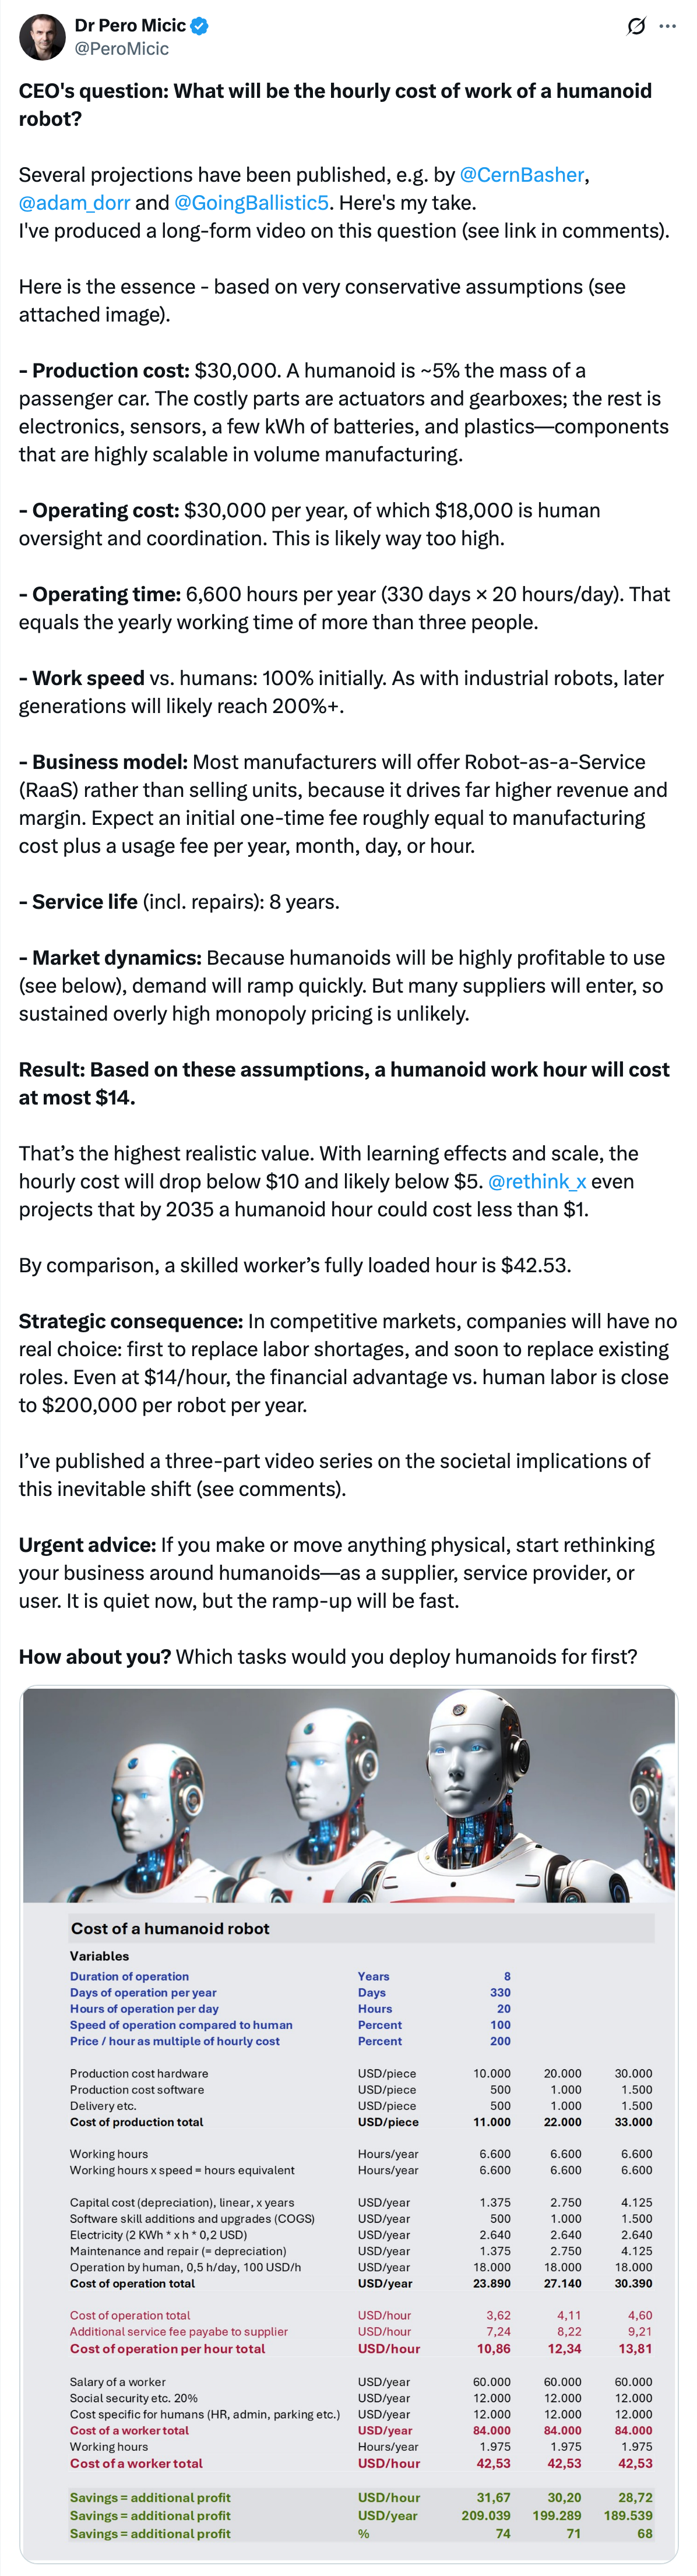 Dr Pero Micic
@PeroMicic
CEO's question: What will be the hourly cost of work of a humanoid
robot?
Several projections have been published, e.g. by @CernBasher,
@adam_dorr and @GoingBallistic5. Here's my take.
I've produced a long-form video on this question (see link in comments).
Here is the essence - based on very conservative assumptions (see
attached image).
- Production cost: $30,000. A humanoid is ~5% the mass of a
passenger car. The costly parts are actuators and gearboxes; the rest is
electronics, sensors, a few kWh of batteries, and plastics—components
that are highly scalable in volume manufacturing.
- Operating cost: $30,000 per year, of which $18,000 is human
oversight and coordination. This is likely way too high.
- Operating time: 6,600 hours per year (330 days × 20 hours/day). That
equals the yearly working time of more than three people.
- Work speed vs. humans: 100% initially. As with industrial robots, later
generations will likely reach 200%+.
- Business model: Most manufacturers will offer Robot-as-a-Service
(RaaS) rather than selling units, because it drives far higher revenue and
margin. Expect an initial one-time fee roughly equal to manufacturing
cost plus a usage fee per year, month, day, or hour.
- Service life (incl. repairs): 8 years.
- Market dynamics: Because humanoids will be highly profitable to use
(see below), demand will ramp quickly. But many suppliers will enter, so
sustained overly high monopoly pricing is unlikely.
Result: Based on these assumptions, a humanoid work hour will cost
at most $14.
That’s the highest realistic value. With learning effects and scale, the
hourly cost will drop below $10 and likely below $5. @rethink_x even
projects that by 2035 a humanoid hour could cost less than $1.
By comparison, a skilled worker’s fully loaded hour is $42.53.
Strategic consequence: In competitive markets, companies will have no
real choice: first to replace labor shortages, and soon to replace existing
roles. Even at $14/hour, the financial advantage vs. human labor is close
to $200,000 per robot per year.
I’ve published a three-part video series on the societal implications of
this inevitable shift (see comments).
Urgent advice: If you make or move anything physical, start rethinking
your business around humanoids—as a supplier, service provider, or
user. It is quiet now, but the ramp-up will be fast.
How about you? Which tasks would you deploy humanoids for first?
Cost of a humanoid robot
Variables
Duration of operation Years 8
Days of operation per year Days 330
Hours of operation per day Hours 20
Speed of operation compared to human Percent 100
Price / hour as multiple of hourly cost Percent 200
Production cost hardware USD/piece 10.000 20.000 30.000
Production cost software USD/piece 500 1.000 1.500
Delivery etc. USD/piece 500 1.000 1.500
Cost of production total USD/piece 11.000 22.000 33.000
Working hours Hours/year 6.600 6.600 6.600
Working hours x speed = hours equivalent Hours/year 6.600 6.600 6.600
Capital cost (depreciation), linear, x years USD/year 1.375 2.750 4.125
Software skill additions and upgrades (COGS) USD/year 500 1.000 1.500
Electricity (2 KWh * x h * 0,2 USD) USD/year 2.640 2.640 2.640
Maintenance and repair (= depreciation) USD/year 1.375 2.750 4.125
Operation by human, 0,5 h/day, 100 USD/h USD/year 18.000 18.000 18.000
Cost of operation total USD/year 23.890 27.140 30.390
Cost of operation total USD/hour 3,62 4,11 4,60
Additional service fee payabe to supplier USD/hour 7,24 8,22 9,21
Cost of operation per hour total USD/hour 10,86 12,34 13,81
Salary of a worker USD/year 60.000 60.000 60.000
Social security etc. 20% USD/year 12.000 12.000 12.000
Cost specific for humans (HR, admin, parking etc.) USD/year 12.000 12.000 12.000
Cost of a worker total USD/year 84.000 84.000 84.000
Working hours Hours/year 1.975 1.975 1.975
Cost of a worker total USD/hour 42,53 42,53 42,53
Savings = additional profit USD/hour 31,67 30,20 28,72
Savings = additional profit USD/year 209.039 199.289 189.539
Savings = additional profit % 74 71 68